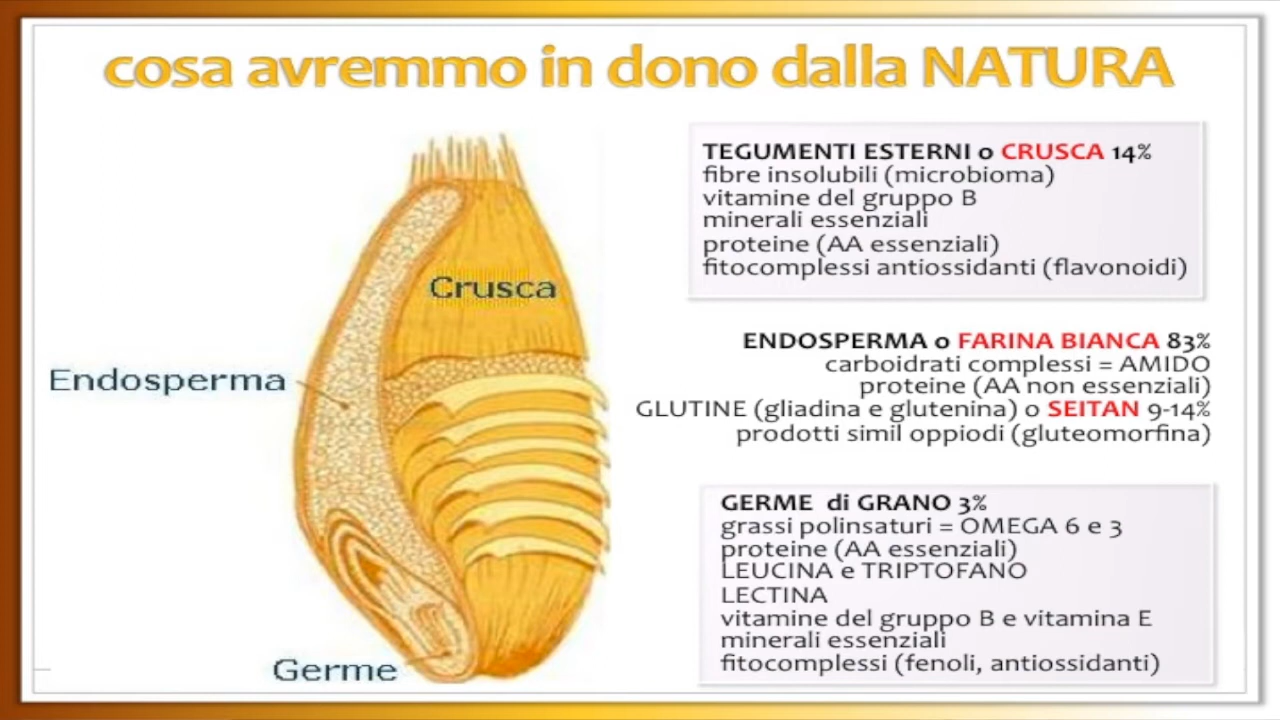 cosa avremmo in dono dalla NATURA
TEGUMENTI ESTERNI o CRUSCA 14%
fibre insolubili (microbioma)
vitamine del gruppo B
minerali essenziali
proteine (AA essenziali)
fitocomplessi antiossidanti (flavonoidi)
Crusca
Endosperma
ENDOSPERMA o FARINA BIANCA 83%
carboidrati complessi = AMIDO
proteine (AA non essenziali)
GLUTINE (gliadina e glutenina) o SEITAN 9-14%
prodotti simil oppiodi (gluteomorfina)
GERME di GRANO 3%
grassi polinsaturi = OMEGA 6 e 3
proteine (AA essenziali)
LEUCINA e TRIPTOFANO
LECTINA
vitamine del gruppo B e vitamina E
minerali essenziali
fitocomplessi (fenoli, antiossidanti)
Germe